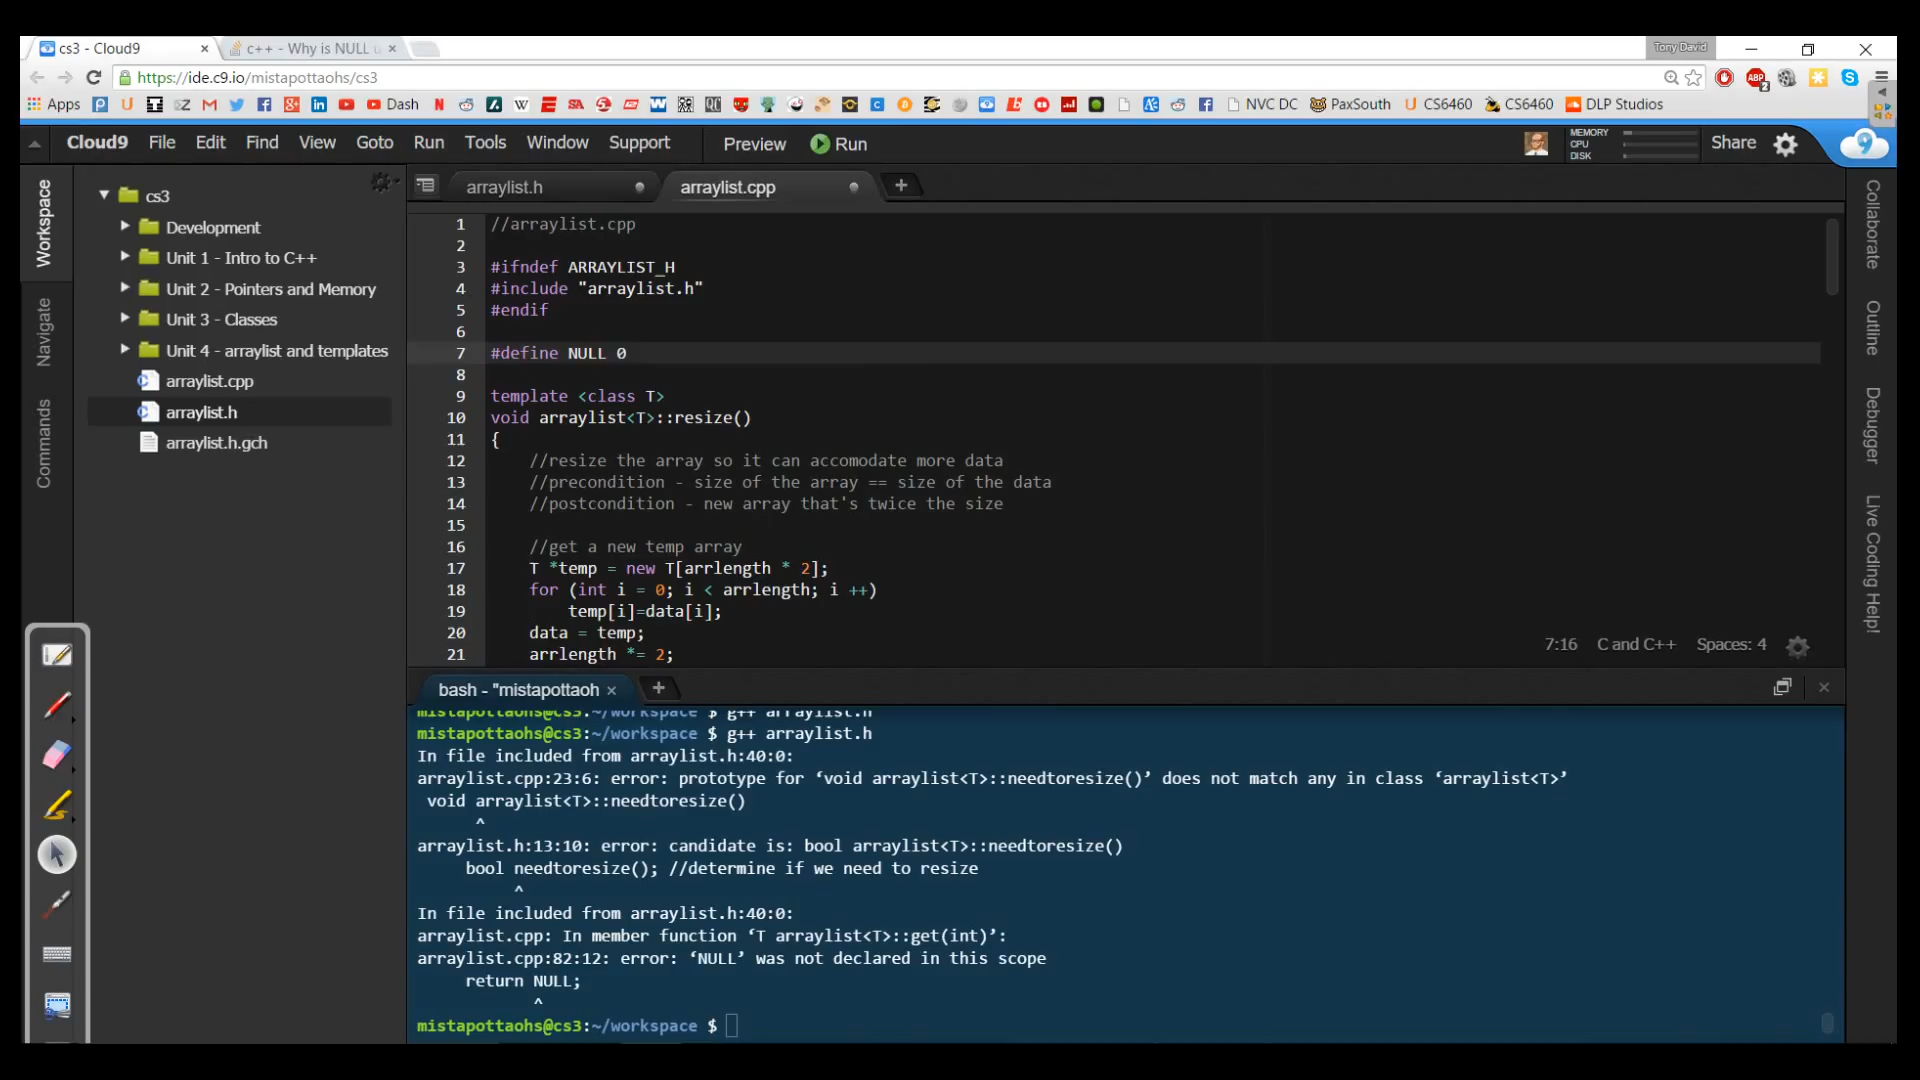 cs3 - Cloud9
c++ - Why is NULL u
Tony David
https://ide.c9.io/mistapottaohs/cs3
Apps
Dash
NVC DC
PaxSouth
CS6460
CS6460
DLP Studios
Cloud9 File Edit Find View Goto Run Tools Window Support Preview Run
MEMORY
CPU
DISK
Share
Workspace
Navigate
Commands
cs3
Development
Unit 1 - Intro to C++
Unit 2 - Pointers and Memory
Unit 3 - Classes
Unit 4 - arraylist and templates
arraylist.cpp
arraylist.h
arraylist.h.gch
arraylist.h
arraylist.cpp
1 //arraylist.cpp
2
3 #ifndef ARRAYLIST_H
4 #include "arraylist.h"
5 #endif
6
7 #define NULL 0
8
9 template <class T>
10 void arraylist<T>::resize()
11 {
12 //resize the array so it can accomodate more data
13 //precondition - size of the array == size of the data
14 //postcondition - new array that's twice the size
15
16 //get a new temp array
17 T *temp = new T[arrlength * 2];
18 for (int i = 0; i < arrlength; i ++)
19 temp[i]=data[i];
20 data = temp;
21 arrlength *= 2;
7:16 C and C++ Spaces: 4
Collaborate
Outline
Debugger
Live Coding Help!
bash - "mistapottaoh
mistapottaohs@cs3:~/workspace $ g++ arraylist.h
mistapottaohs@cs3:~/workspace $ g++ arraylist.h
In file included from arraylist.h:40:0:
arraylist.cpp:23:6: error: prototype for ‘void arraylist<T>::needtoresize()’ does not match any in class ‘arraylist<T>’
void arraylist<T>::needtoresize()
^
arraylist.h:13:10: error: candidate is: bool arraylist<T>::needtoresize()
bool needtoresize(); //determine if we need to resize
^
In file included from arraylist.h:40:0:
arraylist.cpp: In member function ‘T arraylist<T>::get(int)’:
arraylist.cpp:82:12: error: ‘NULL’ was not declared in this scope
return NULL;
^
mistapottaohs@cs3:~/workspace $